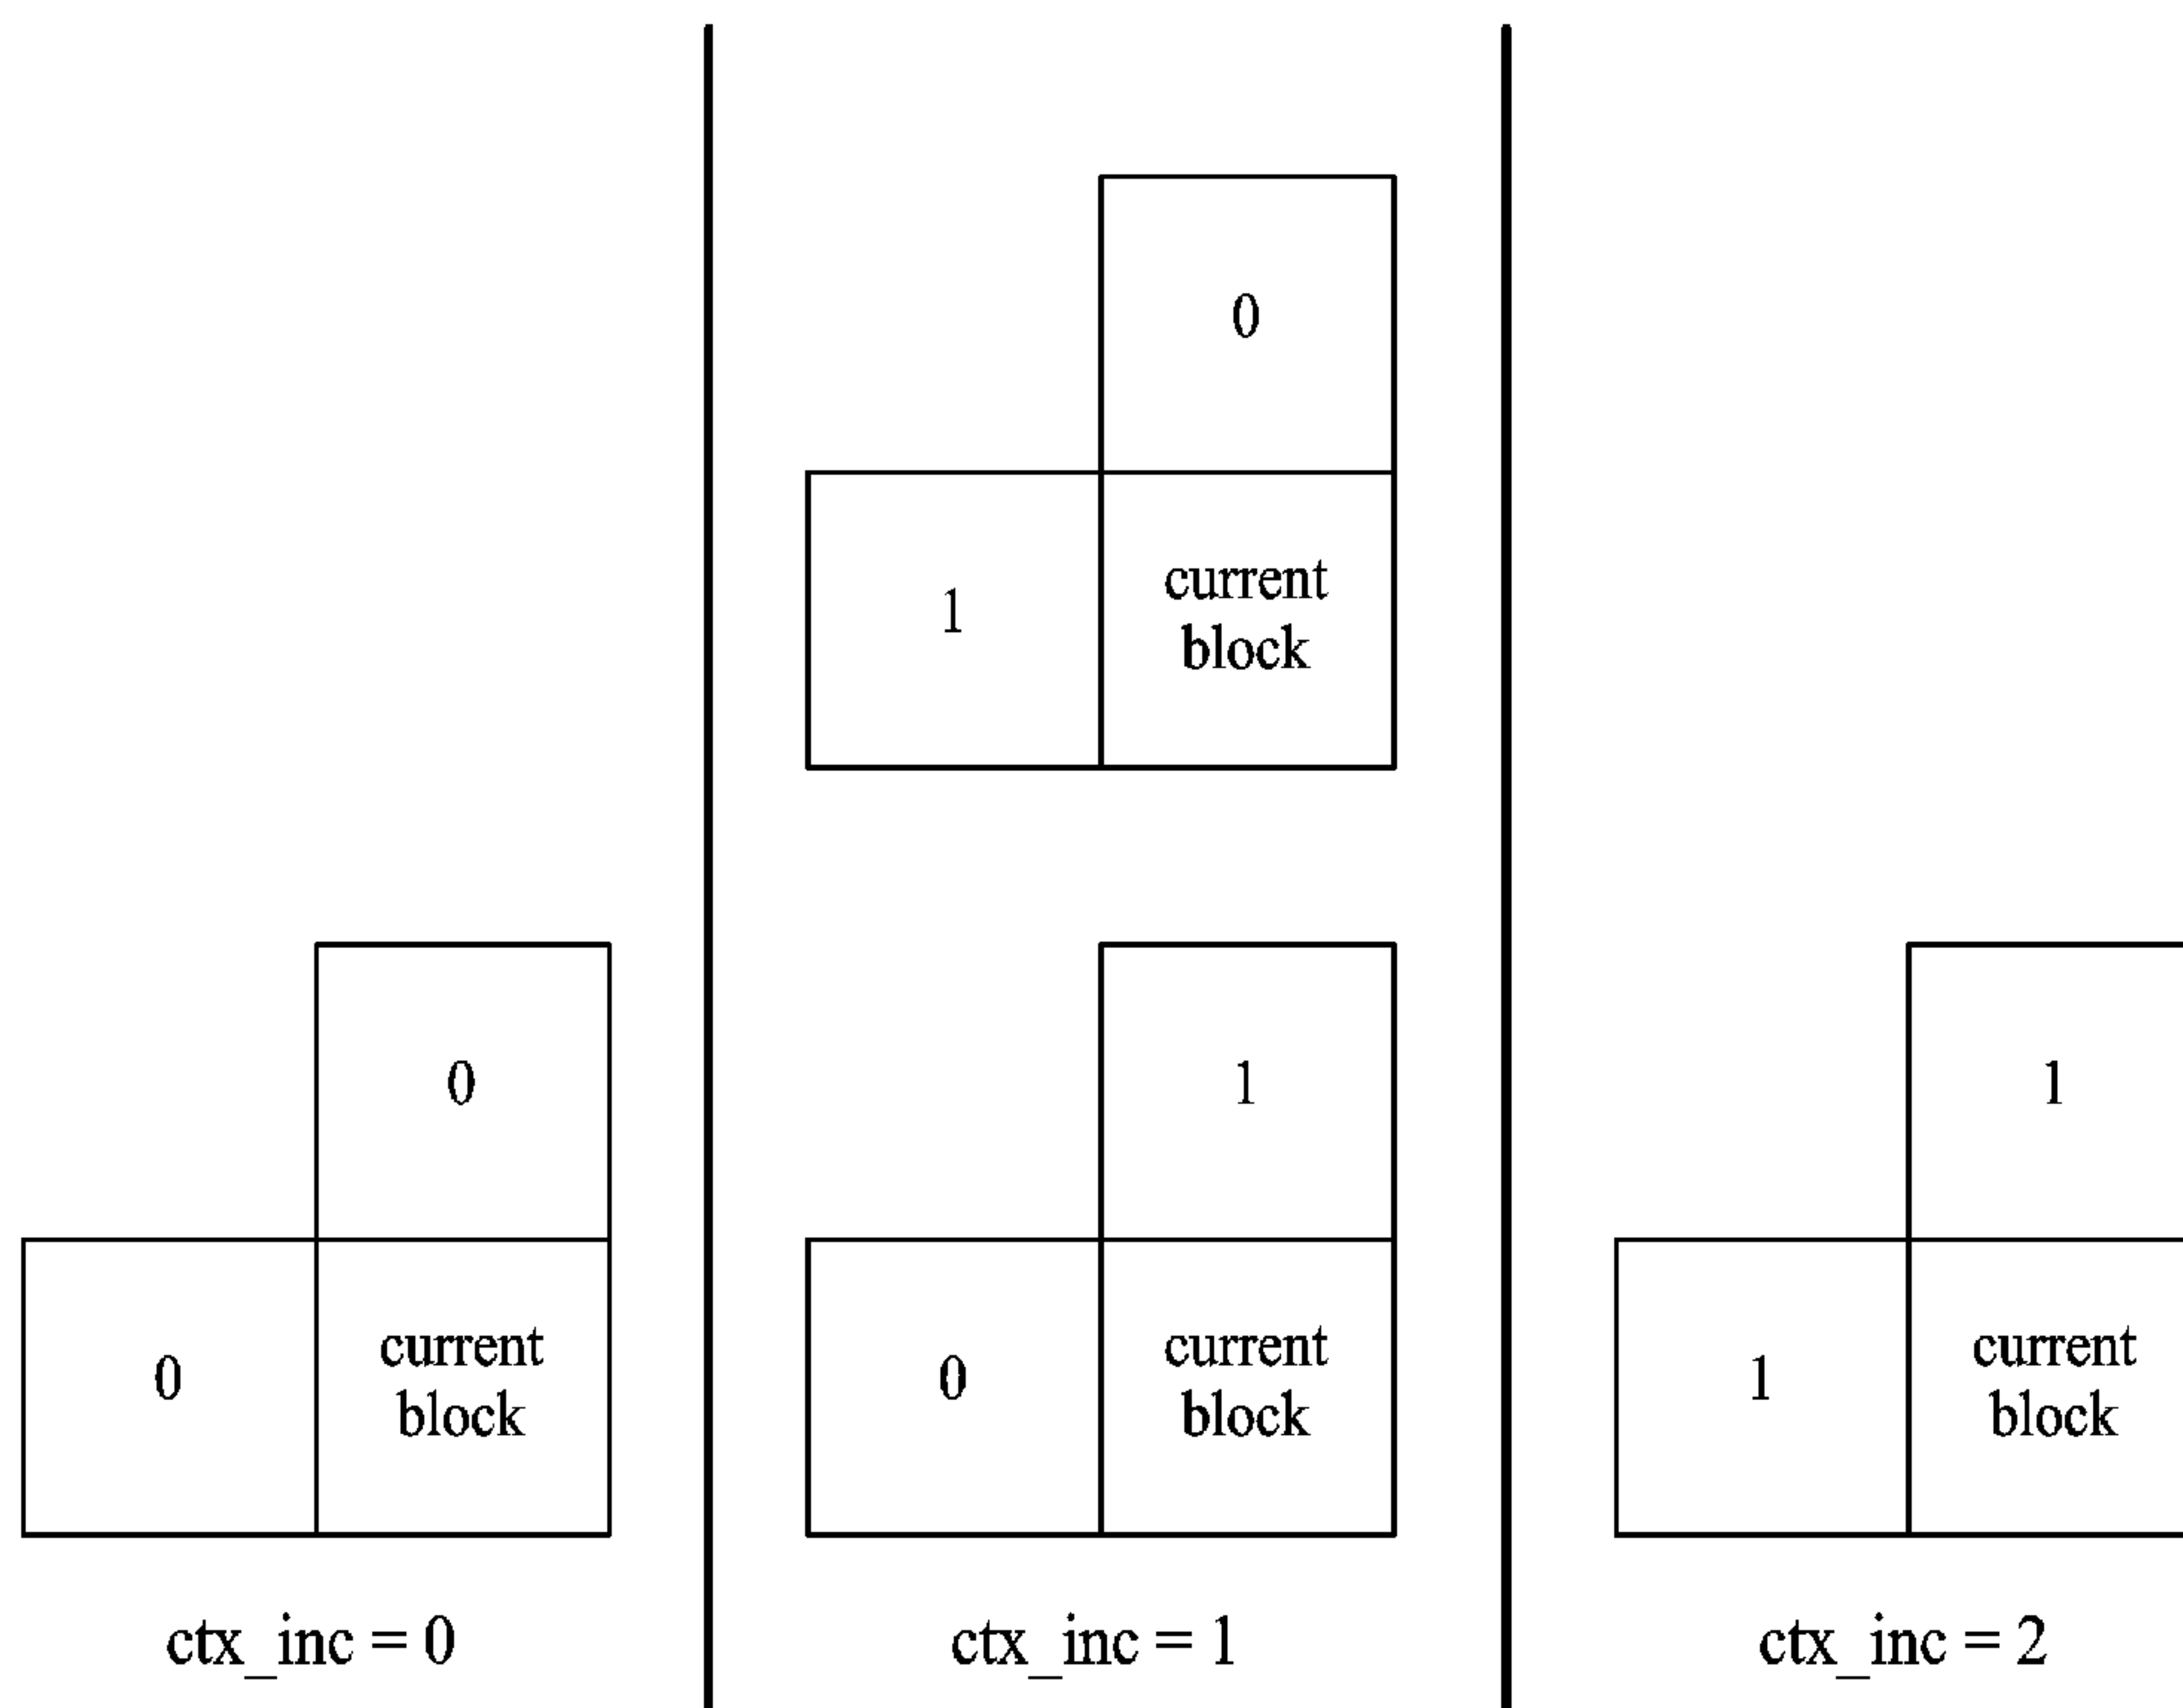 0
current
block
0
ctx_inc = 0
0
1
current
block
1
0
current
block
ctx_inc = 1
1
1
current
block
ctx_inc = 2